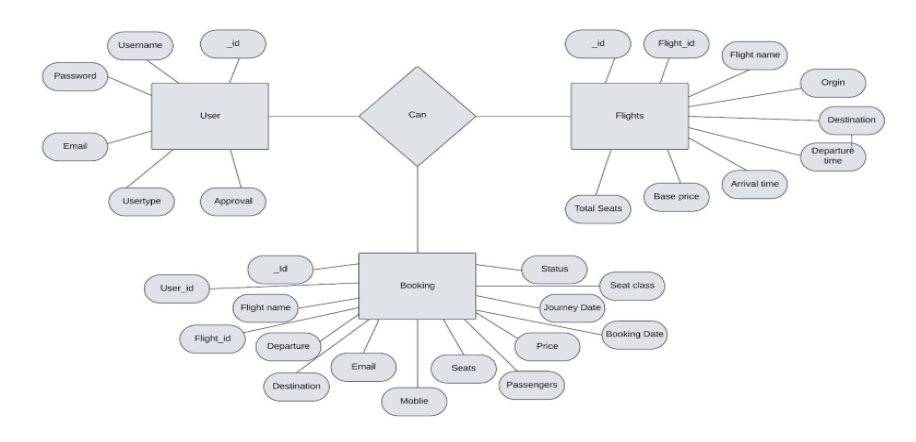 _id
Flight_id
Username
_id
Flight name
Password
Orgin
User
Can
Flights
Destination
Email
Departure
time
Arrival time
Usertype
Approval
Total Seats
Base price
_Id
Status
User_id
Booking
Seat class
Flight name
Journey Date
Flight_id
Booking Date
Departure
Price
Email
Seats
Destination
Passengers
Moblie